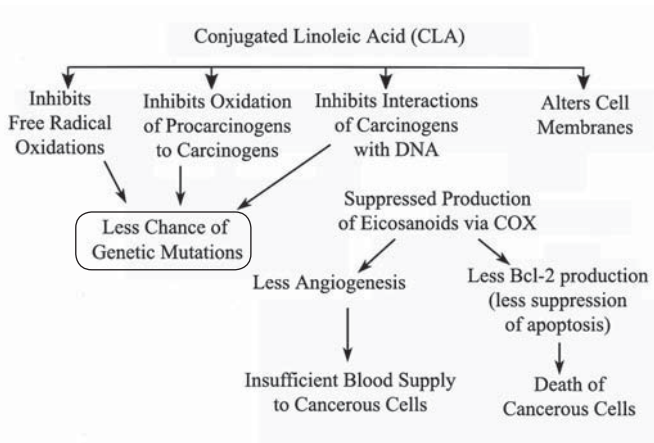 Conjugated Linoleic Acid (CLA)
Inhibits
Free Radical
Oxidations
Inhibits Oxidation
of Procarcinogens
to Carcinogens
Inhibits Interactions
of Carcinogens
with DNA
Alters Cell
Membranes
Less Chance of
Genetic Mutations
Suppressed Production
of Eicosanoids via COX
Less Angiogenesis
Less Bcl-2 production
(less suppression
of apoptosis)
Insufficient Blood Supply
to Cancerous Cells
Death of
Cancerous Cells